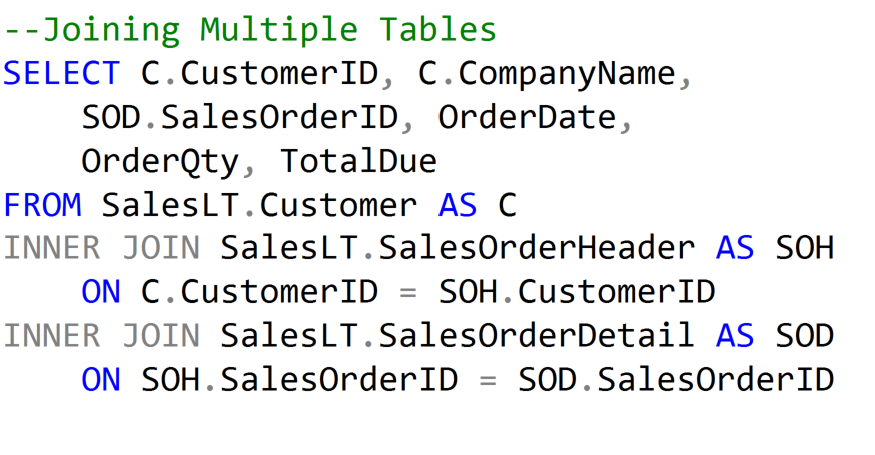 --Joining Multiple Tables
SELECT C.CustomerID, C.CompanyName,
    SOD.SalesOrderID, OrderDate,
    OrderQty, TotalDue
FROM SalesLT.Customer AS C
INNER JOIN SalesLT.SalesOrderHeader AS SOH
    ON C.CustomerID = SOH.CustomerID
INNER JOIN SalesLT.SalesOrderDetail AS SOD
    ON SOH.SalesOrderID = SOD.SalesOrderID